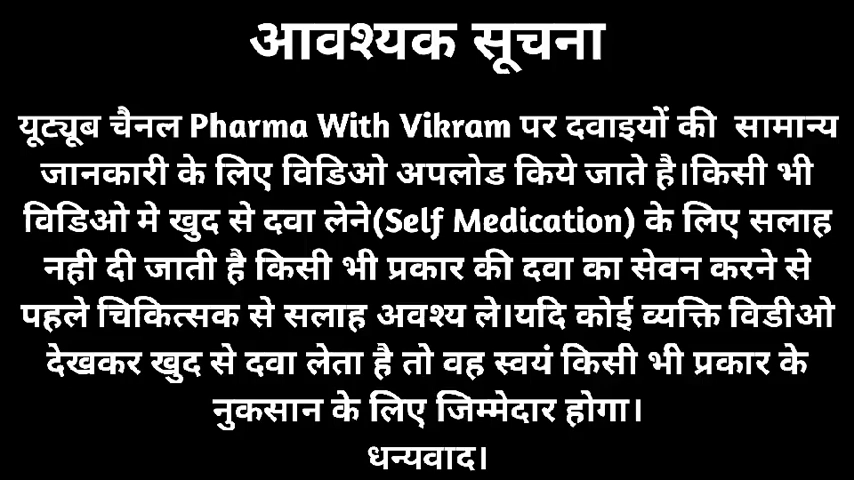 आवश्यक सूचना
यूट्यूब चैनल Pharma With Vikram पर दवाइयों की सामान्य
जानकारी के लिए विडिओ अपलोड किये जाते है।किसी भी
विडिओ मे खुद से दवा लेने(Self Medication) के लिए सलाह
नही दी जाती है किसी भी प्रकार की दवा का सेवन करने से
पहले चिकित्सक से सलाह अवश्य ले।यदि कोई व्यक्ति विडीओ
देखकर खुद से दवा लेता है तो वह स्वयं किसी भी प्रकार के
नुकसान के लिए जिम्मेदार होगा।
धन्यवाद।